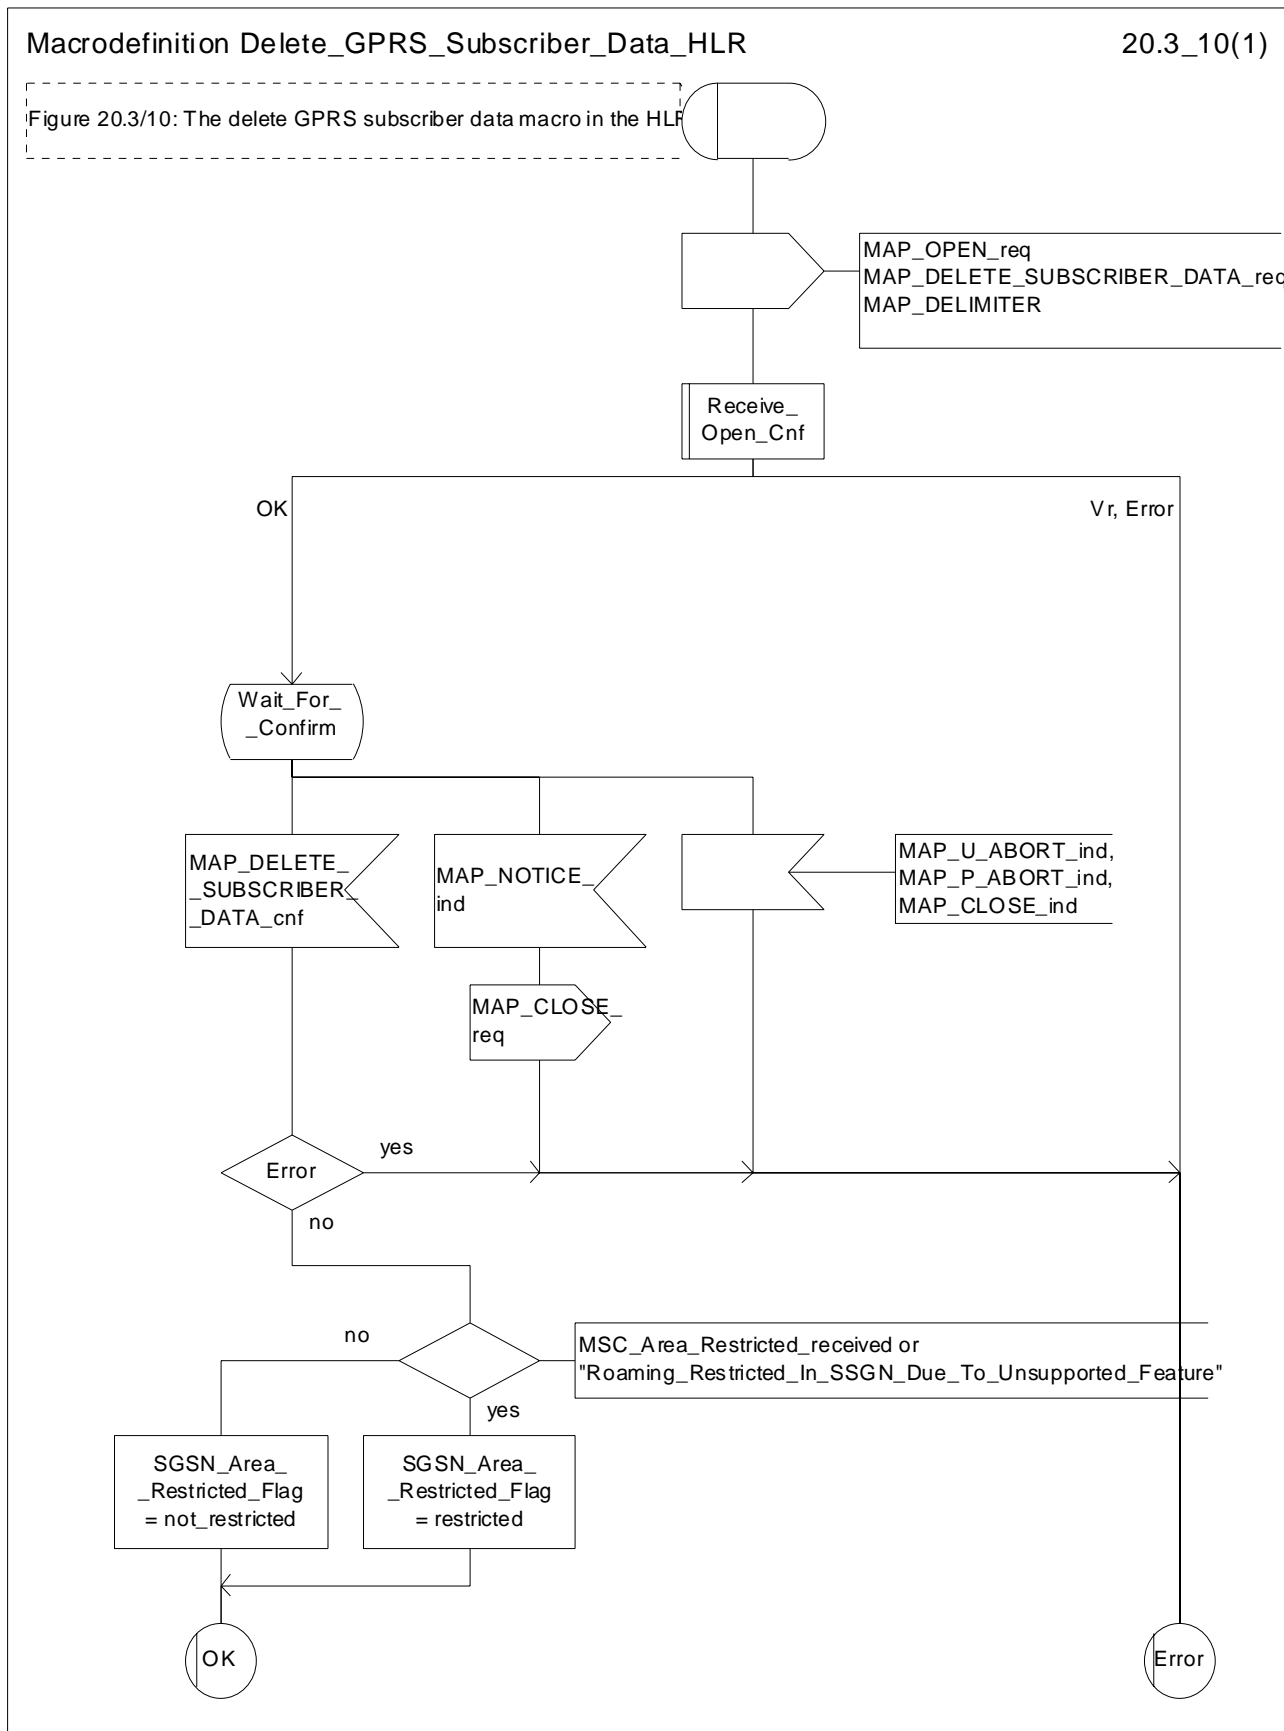 Macrodefinition Delete_GPRS_Subscriber_Data_HLR
20.3_10(1)
Figure 20.3/10: The delete GPRS subscriber data macro in the HLR
MAP_OPEN_req
MAP_DELETE_SUBSCRIBER_DATA_req
MAP_DELIMITER
Receive_
Open_Cnf
OK
Vr, Error
Wait_For_
_Confirm
MAP_DELETE_
_SUBSCRIBER_
_DATA_cnf
MAP_NOTICE_
ind
MAP_U_ABORT_ind,
MAP_P_ABORT_ind,
MAP_CLOSE_ind
MAP_CLOSE_
req
Error
yes
no
no
MSC_Area_Restricted_received or
"Roaming_Restricted_In_SSGN_Due_To_Unsupported_Feature"
yes
SGSN_Area_
_Restricted_Flag
= not_restricted
SGSN_Area_
_Restricted_Flag
= restricted
OK
Error